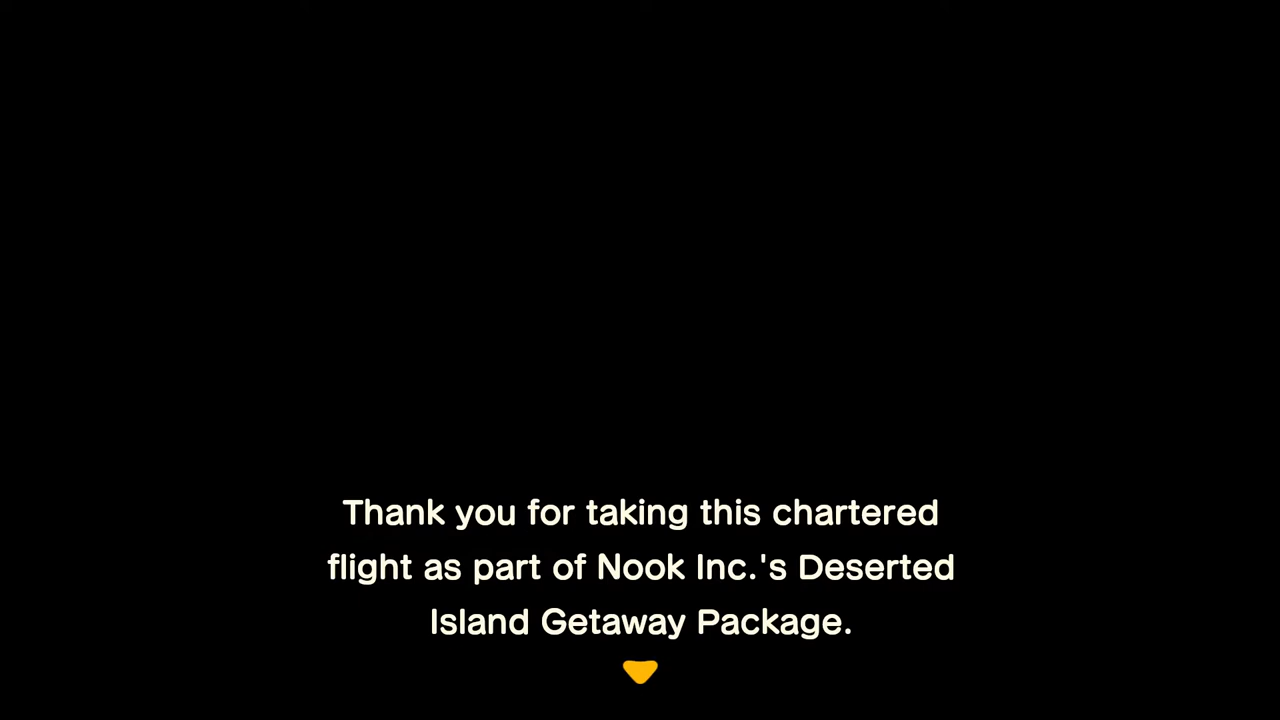 Thank you for taking this chartered
flight as part of Nook Inc.'s Deserted
Island Getaway Package.